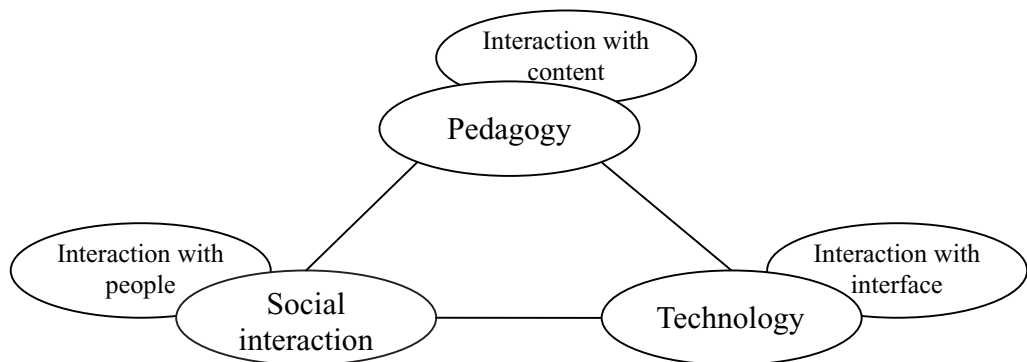 Interaction with
content
Pedagogy
Interaction with
people
Interaction with
interface
Social
interaction
Technology